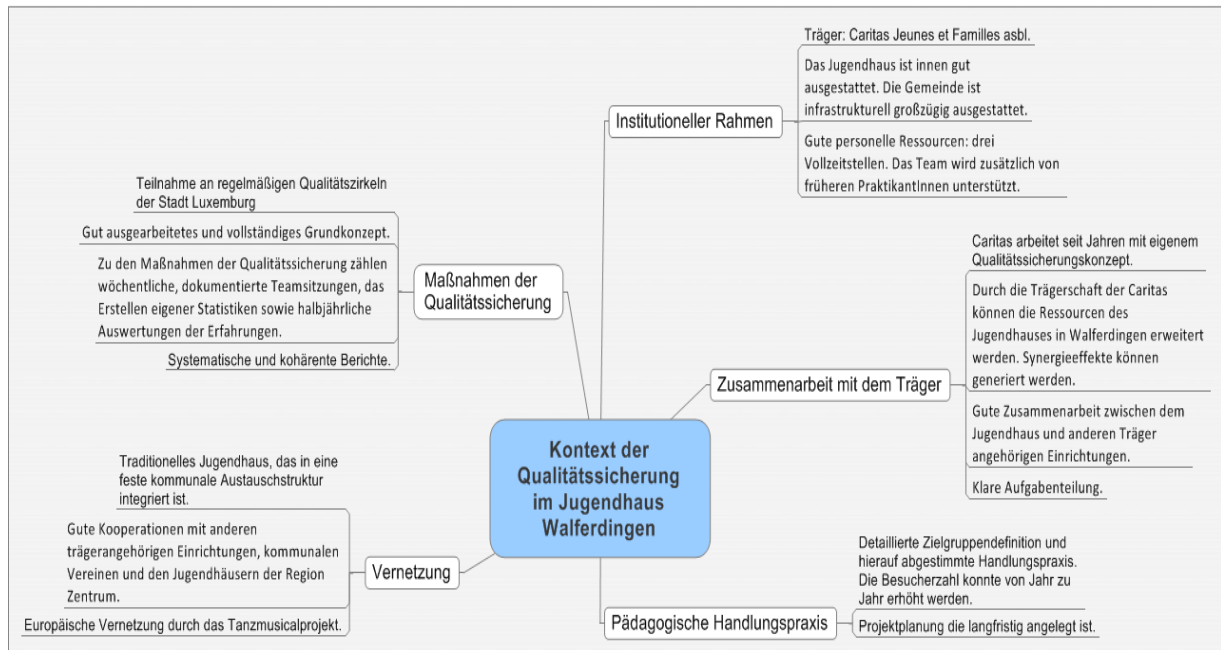 Kontext der
Qualitätssicherung
im Jugendhaus
Walferdingen
Institutioneller Rahmen
Träger: Caritas Jeunes et Familles asbl.
Das Jugendhaus ist innen gut
ausgestattet. Die Gemeinde ist
infrastrukturell großzügig ausgestattet.
Gute personelle Ressourcen: drei
Vollzeitstellen. Das Team wird zusätzlich von
früheren PraktikantInnen unterstützt.
Zusammenarbeit mit dem Träger
Caritas arbeitet seit Jahren mit eigenem
Qualitätssicherungskonzept.
Durch die Trägerschaft der Caritas
können die Ressourcen des
Jugendhauses in Walferdingen erweitert
werden. Synergieeffekte können
generiert werden.
Gute Zusammenarbeit zwischen dem
Jugendhaus und anderen Träger
angehörigen Einrichtungen.
Klare Aufgabenteilung.
Pädagogische Handlungspraxis
Detaillierte Zielgruppendefinition und
hierauf abgestimmte Handlungspraxis.
Die Besucherzahl konnte von Jahr zu
Jahr erhöht werden.
Projektplanung die langfristig angelegt ist.
Vernetzung
Traditionelles Jugendhaus, das in eine
feste kommunale Austauschstruktur
integriert ist.
Gute Kooperationen mit anderen
trägerangehörigen Einrichtungen, kommunalen
Vereinen und den Jugendhäusern der Region
Zentrum.
Europäische Vernetzung durch das Tanzmusicalprojekt.
Maßnahmen der
Qualitätssicherung
Teilnahme an regelmäßigen Qualitätszirkeln
der Stadt Luxemburg
Gut ausgearbeitetes und vollständiges Grundkonzept.
Zu den Maßnahmen der Qualitätssicherung zählen
wöchentliche, dokumentierte Teamsitzungen, das
Erstellen eigener Statistiken sowie halbjährliche
Auswertungen der Erfahrungen.
Systematische und kohärente Berichte.